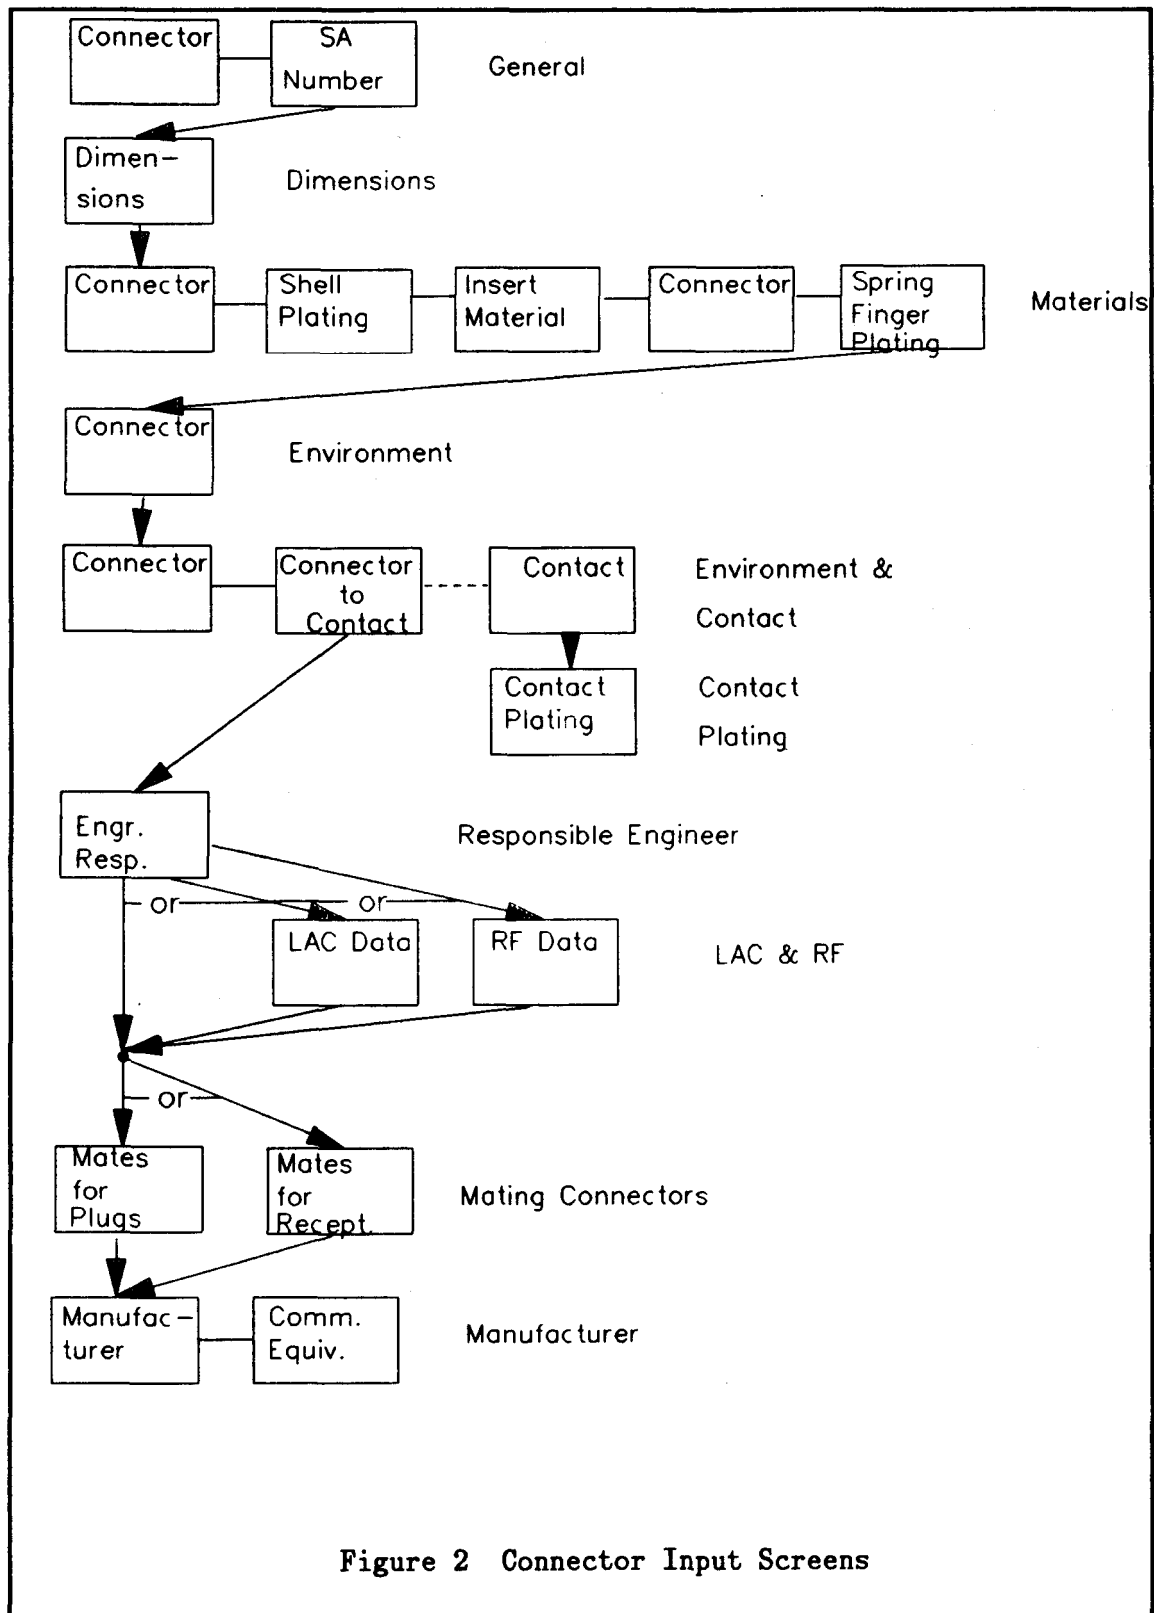 Connector
SA
Number
General
Dimen-
sions
Dimensions
Connector
Shell
Plating
Insert
Material
Connector
Spring
Finger
Plating
Materials
Connector
Environment
Connector
Connector
to
Contact
Contact
Environment &
Contact
Contact
Plating
Contact
Plating
Engr.
Resp.
Responsible Engineer
or
or
LAC Data
RF Data
LAC & RF
or
Mates
for
Plugs
Mates
for
Recept.
Mating Connectors
Manufac-
turer
Comm.
Equiv.
Manufacturer
Figure 2 Connector Input Screens